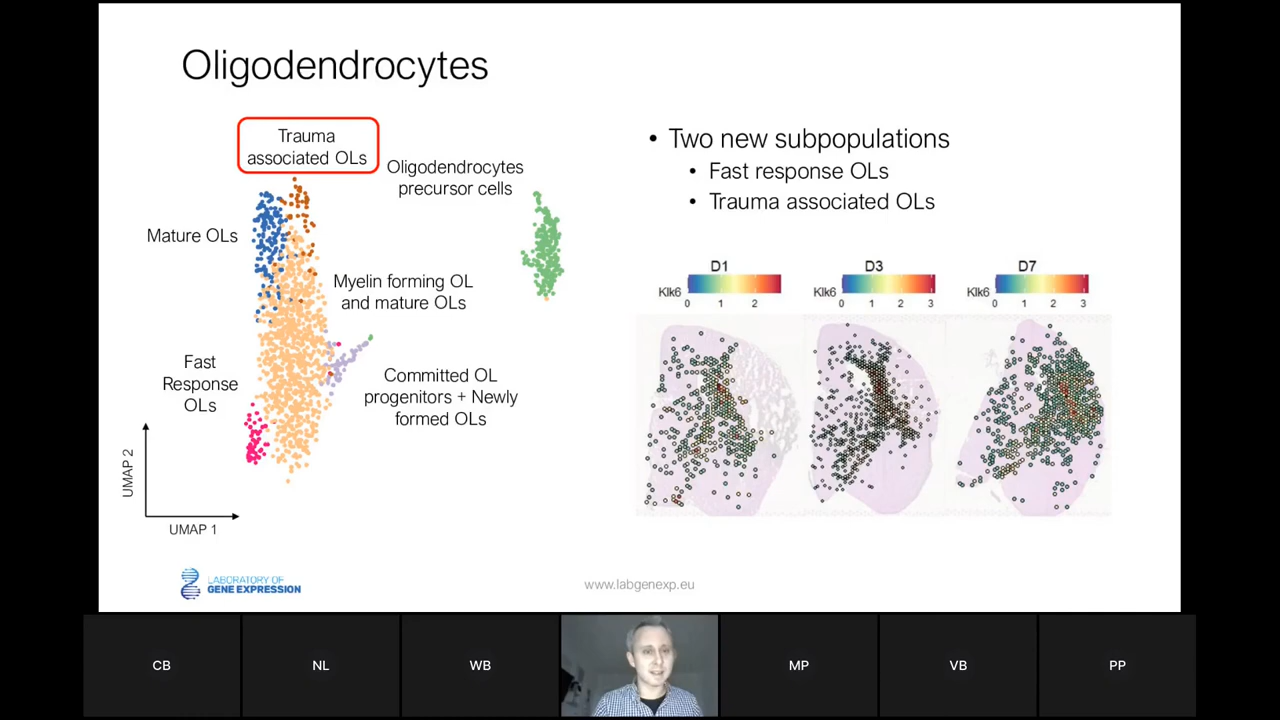 Oligodendrocytes
Trauma
associated OLs
Oligodendrocytes
precursor cells
Mature OLs
Myelin forming OL
and mature OLs
Fast
Response
OLs
Committed OL
progenitors + Newly
formed OLs
UMAP 2
UMAP 1
• Two new subpopulations
• Fast response OLs
• Trauma associated OLs
D1
Klk6
0 1 2
D3
Klk6
0 1 2 3
D7
Klk6
0 1 2 3
LABORATORY OF
GENE EXPRESSION
www.labgenexp.eu
CB
NL
WB
MP
VB
PP